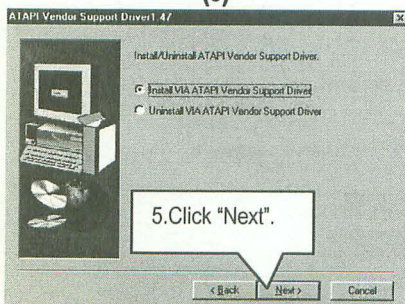 ATAPI Vendor Support Driver1.47
Install/Uninstall ATAPI Vendor Support Driver.
Install VIA ATAPI Vendor Support Driver
Uninstall VIA ATAPI Vendor Support Driver
5.Click “Next”.
< Back Next > Cancel